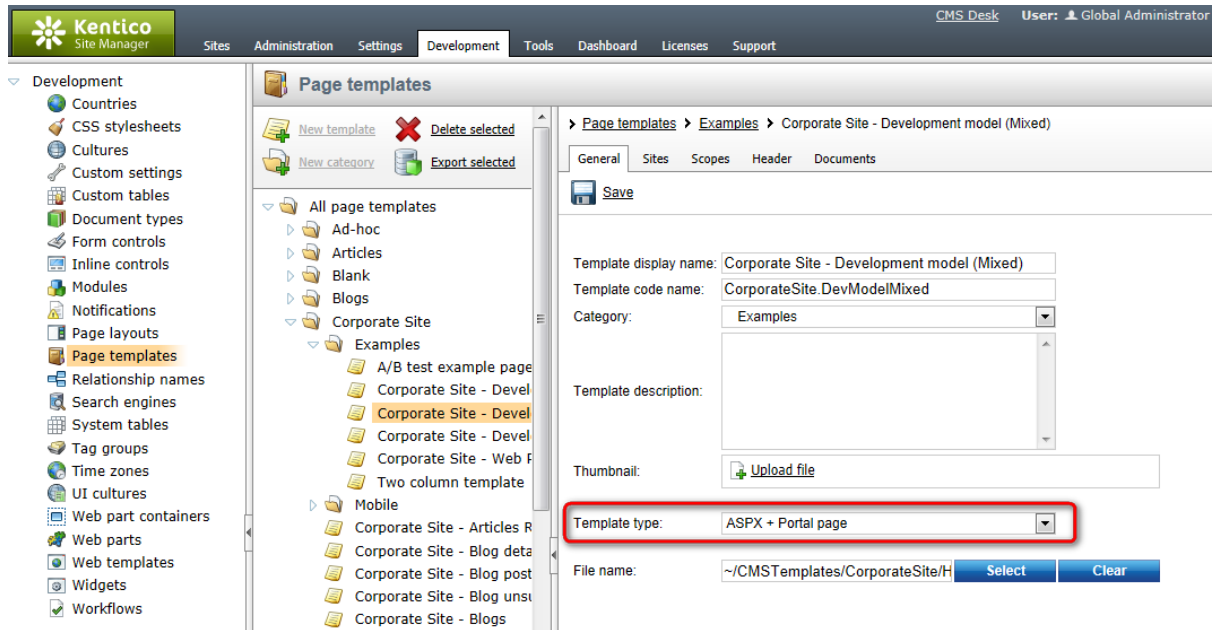 CMS Desk User: Global Administrator
Kentico
Site Manager
Sites Administration Settings Development Tools Dashboard Licenses Support
Development
Countries
CSS stylesheets
Cultures
Custom settings
Custom tables
Document types
Form controls
Inline controls
Modules
Notifications
Page layouts
Page templates
Relationship names
Search engines
System tables
Tag groups
Time zones
UI cultures
Web part containers
Web parts
Web templates
Widgets
Workflows
Page templates
New template Delete selected
New category Export selected
All page templates
Ad-hoc
Articles
Blank
Blogs
Corporate Site
Examples
A/B test example page
Corporate Site - Devel
Corporate Site - Devel
Corporate Site - Devel
Corporate Site - Web P
Two column template
Mobile
Corporate Site - Articles R
Corporate Site - Blog deta
Corporate Site - Blog post
Corporate Site - Blog unsu
Corporate Site - Blogs
> Page templates > Examples > Corporate Site - Development model (Mixed)
General Sites Scopes Header Documents
Save
Template display name: Corporate Site - Development model (Mixed)
Template code name: CorporateSite.DevModelMixed
Category: Examples
Template description:
Thumbnail: Upload file
Template type: ASPX + Portal page
File name: ~/CMSTemplates/CorporateSite/H Select Clear